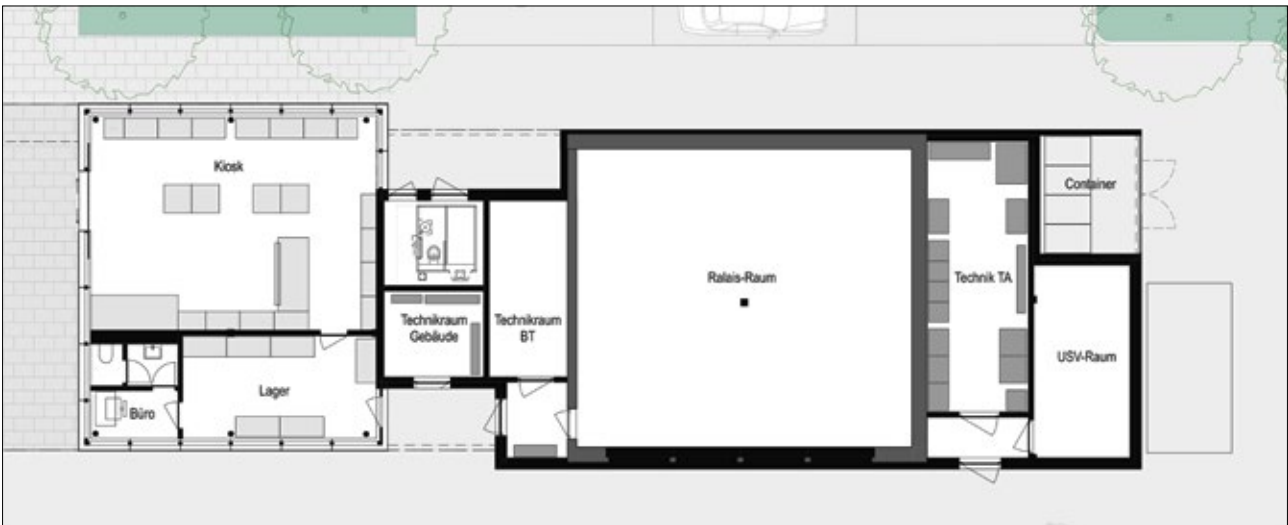 Kiosk
Container
Ralais-Raum
Technik TA
Technikraum
Gebäude
Technikraum
BT
USV-Raum
Lager
Büro